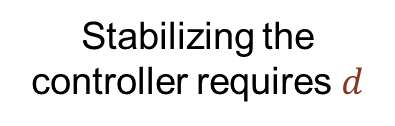 Stabilizing the
controller requires 𝑑